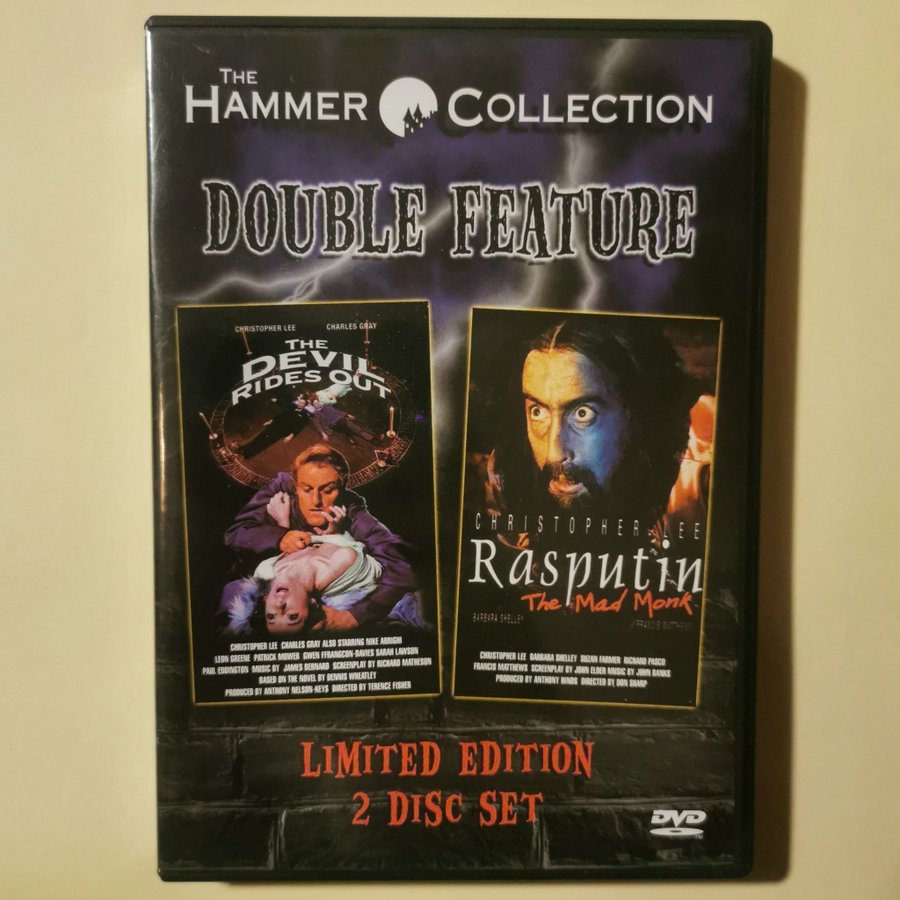 THE
HAMMER COLLECTION
DOUBLE FEATURE
CHRISTOPHER LEE CHARLES GRAY
THE
DEVIL
RIDES OUT
CHRISTOPHER LEE CHARLES GRAY ALSO STARRING NIKE ARRIGHI
LEON GREENE PATRICK MOWER GWEN FFRANGCON-DAVIES SARAH LAWSON
PAUL EDDINGTON MUSIC BY JAMES BERNARD SCREENPLAY BY RICHARD MATHESON
BASED ON THE NOVEL BY DENNIS WHEATLEY
PRODUCED BY ANTHONY NELSON-KEYS DIRECTED BY TERENCE FISHER
CHRISTOPHER LEE
Rasputin
The Mad Monk
BARBARA SHELLEY
FRANCIS MATTHEWS
CHRISTOPHER LEE BARBARA SHELLEY SUZAN FARMER RICHARD PASCO
FRANCIS MATTHEWS SCREENPLAY BY JOHN ELDER MUSIC BY JOHN BANKS
PRODUCED BY ANTHONY HINDS DIRECTED BY DON SHARP
LIMITED EDITION
2 DISC SET
DVD
TM